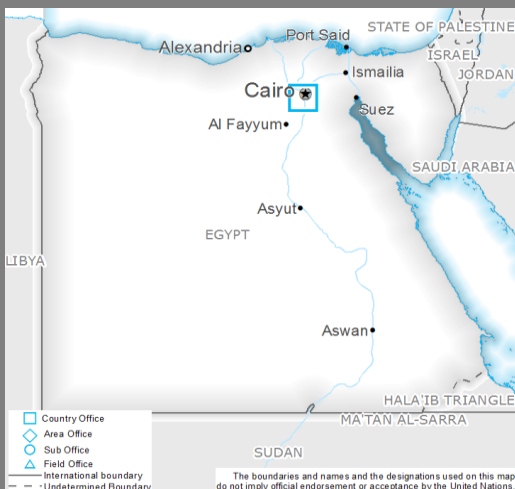 STATE OF PALESTINE
Port Said
Alexandria
ISRAEL
Ismailia
JORDAN
Cairo
Suez
Al Fayyum
SAUDI ARABIA
Asyut
EGYPT
LIBYA
Aswan
HALA'IB TRIANGLE
MA'TAN AL-SARRA
SUDAN
Country Office
Area Office
Sub Office
Field Office
International boundary
Undetermined Boundary
The boundaries and names and the designations used on this map
do not imply official endorsement or acceptance by the United Nations.